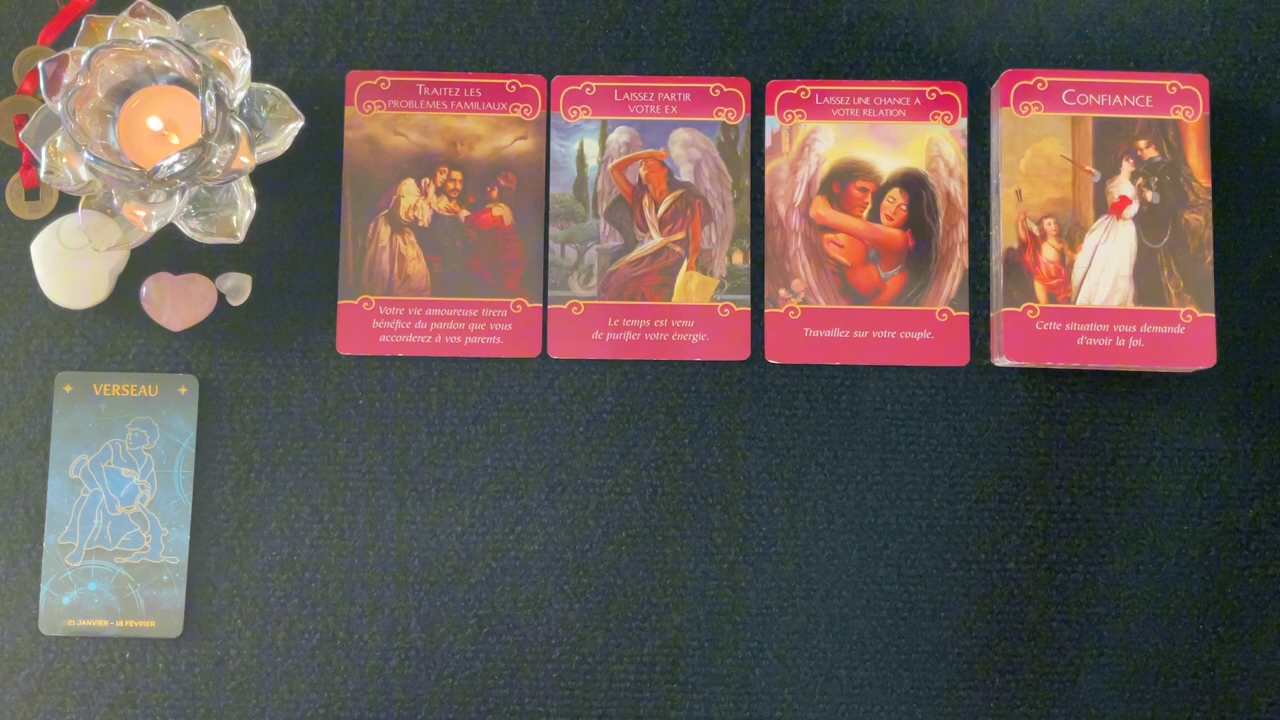 TRAITEZ LES
PROBLÈMES FAMILIAUX
Votre vie amoureuse tirera
bénéfice du pardon que vous
accorderez à vos parents.
LAISSEZ PARTIR
VOTRE EX
Le temps est venu
de purifier votre énergie.
LAISSEZ UNE CHANCE À
VOTRE RELATION
Travaillez sur votre couple.
CONFIANCE
Cette situation vous demande
d'avoir la foi.
VERSEAU
21 JANVIER – 18 FÉVRIER